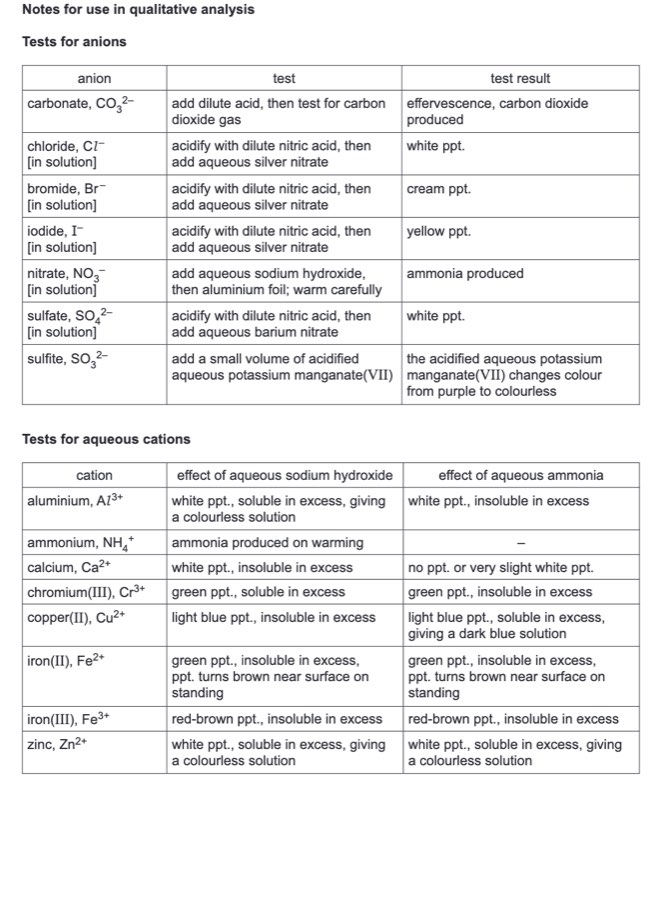 Notes for use in qualitative analysis
Tests for anions
anion test test result
carbonate, CO₃²⁻ add dilute acid, then test for carbon effervescence, carbon dioxide
dioxide gas produced
chloride, Cl⁻ acidify with dilute nitric acid, then white ppt.
[in solution] add aqueous silver nitrate
bromide, Br⁻ acidify with dilute nitric acid, then cream ppt.
[in solution] add aqueous silver nitrate
iodide, I⁻ acidify with dilute nitric acid, then yellow ppt.
[in solution] add aqueous silver nitrate
nitrate, NO₃⁻ add aqueous sodium hydroxide, ammonia produced
[in solution] then aluminium foil; warm carefully
sulfate, SO₄²⁻ acidify with dilute nitric acid, then white ppt.
[in solution] add aqueous barium nitrate
sulfite, SO₃²⁻ add a small volume of acidified the acidified aqueous potassium
aqueous potassium manganate(VII) manganate(VII) changes colour
from purple to colourless
Tests for aqueous cations
cation effect of aqueous sodium hydroxide effect of aqueous ammonia
aluminium, Al³⁺ white ppt., soluble in excess, giving white ppt., insoluble in excess
a colourless solution
ammonium, NH₄⁺ ammonia produced on warming –
calcium, Ca²⁺ white ppt., insoluble in excess no ppt. or very slight white ppt.
chromium(III), Cr³⁺ green ppt., soluble in excess green ppt., insoluble in excess
copper(II), Cu²⁺ light blue ppt., insoluble in excess light blue ppt., soluble in excess,
giving a dark blue solution
iron(II), Fe²⁺ green ppt., insoluble in excess, green ppt., insoluble in excess,
ppt. turns brown near surface on ppt. turns brown near surface on
standing standing
iron(III), Fe³⁺ red-brown ppt., insoluble in excess red-brown ppt., insoluble in excess
zinc, Zn²⁺ white ppt., soluble in excess, giving white ppt., soluble in excess, giving
a colourless solution a colourless solution